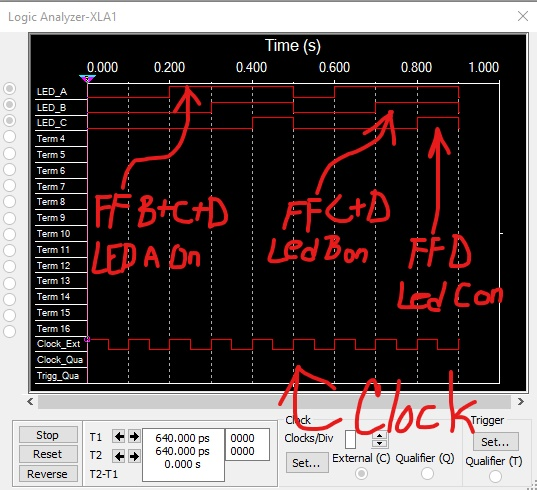 Logic Analyzer-XLA1
Time (s)
0.000 0.200 0.400 0.600 0.800 1.000
LED_A
LED_B
LED_C
Term 4
Term 5
Term 6
Term 7
Term 8
Term 9
Term 10
Term 11
Term 12
Term 13
Term 14
Term 15
Term 16
Clock_Ext
Clock_Qua
Trigg_Qua
FF B+C+D
LED A On
FF C+D
Led B on
FF D
Led C on
Clock
Stop
Reset
Reverse
T1 640.000 ps 0000
T2 640.000 ps 0000
T2-T1 0.000 s
Clock
Clocks/Div
Set...
External (C)
Qualifier (Q)
Trigger
Set...
Qualifier (T)